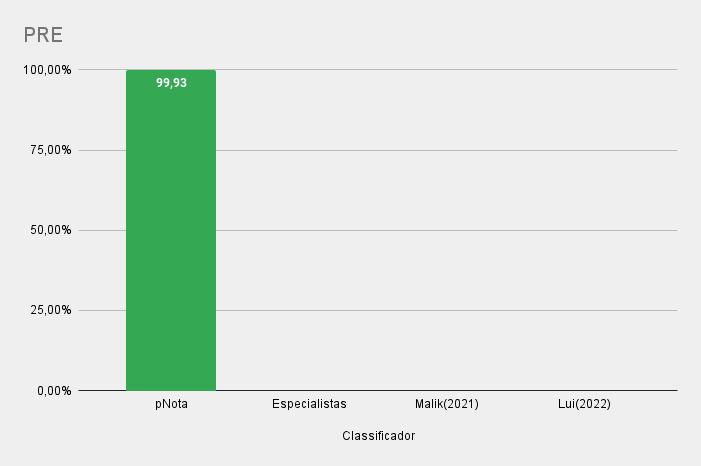 PRE
100,00%
99,93
75,00%
50,00%
25,00%
0,00%
pNota Especialistas Malik(2021) Lui(2022)
Classificador